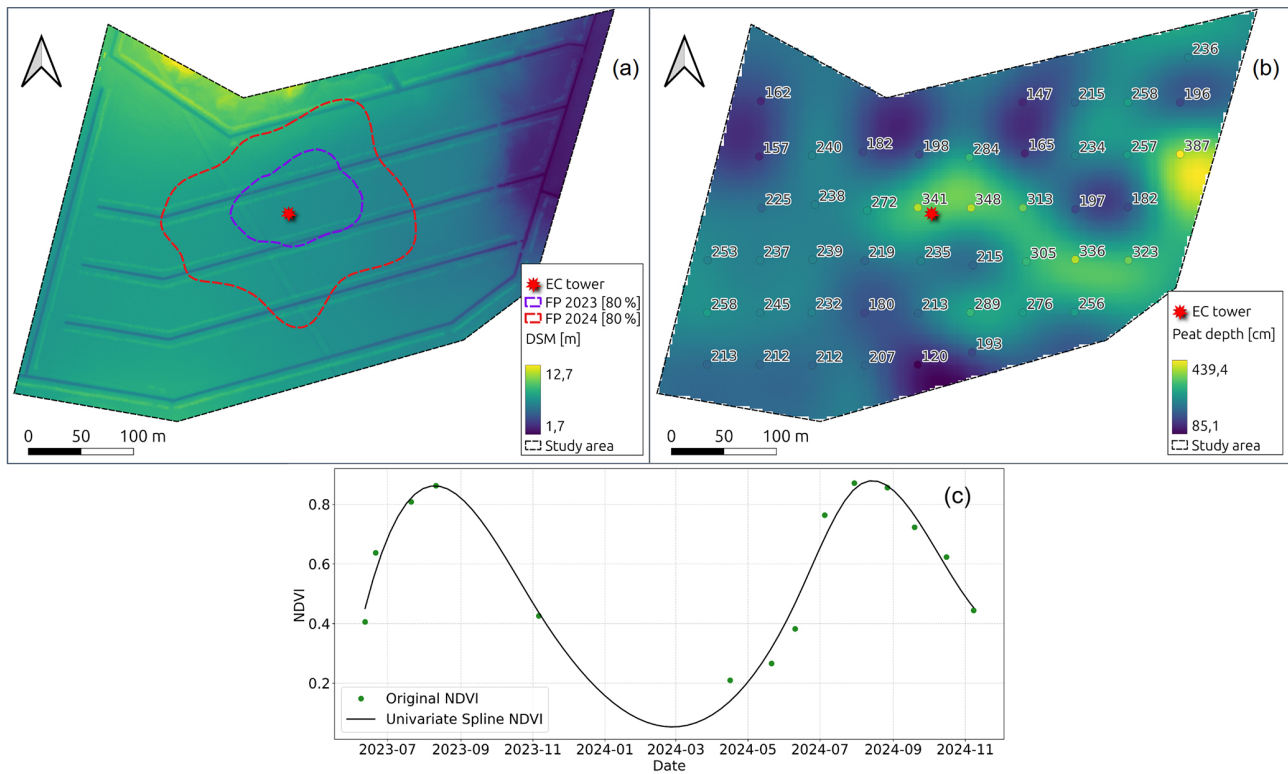 (a)
EC tower
FP 2023 [80 %]
FP 2024 [80 %]
DSM [m]
12,7
1,7
Study area
0 50 100 m
(b)
236
162 147 215 258 196
157 240 182 198 284 165 234 257 387
225 238 272 341 348 313 197 182
253 237 239 219 235 215 305 336 323
258 245 232 180 213 289 276 256
213 212 212 207 120 193
EC tower
Peat depth [cm]
439,4
85,1
Study area
0 50 100 m
(c)
NDVI
0.8
0.6
0.4
0.2
Original NDVI
Univariate Spline NDVI
2023-07 2023-09 2023-11 2024-01 2024-03 2024-05 2024-07 2024-09 2024-11
Date